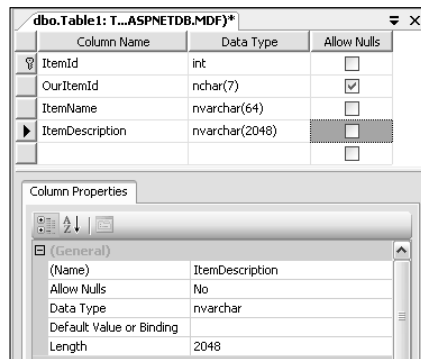 dbo.Table1: T...ASPNETDB.MDF)*
Column Name Data Type Allow Nulls
ItemId int
OurItemId nchar(7)
ItemName nvarchar(64)
ItemDescription nvarchar(2048)
Column Properties
(General)
(Name) ItemDescription
Allow Nulls No
Data Type nvarchar
Default Value or Binding
Length 2048